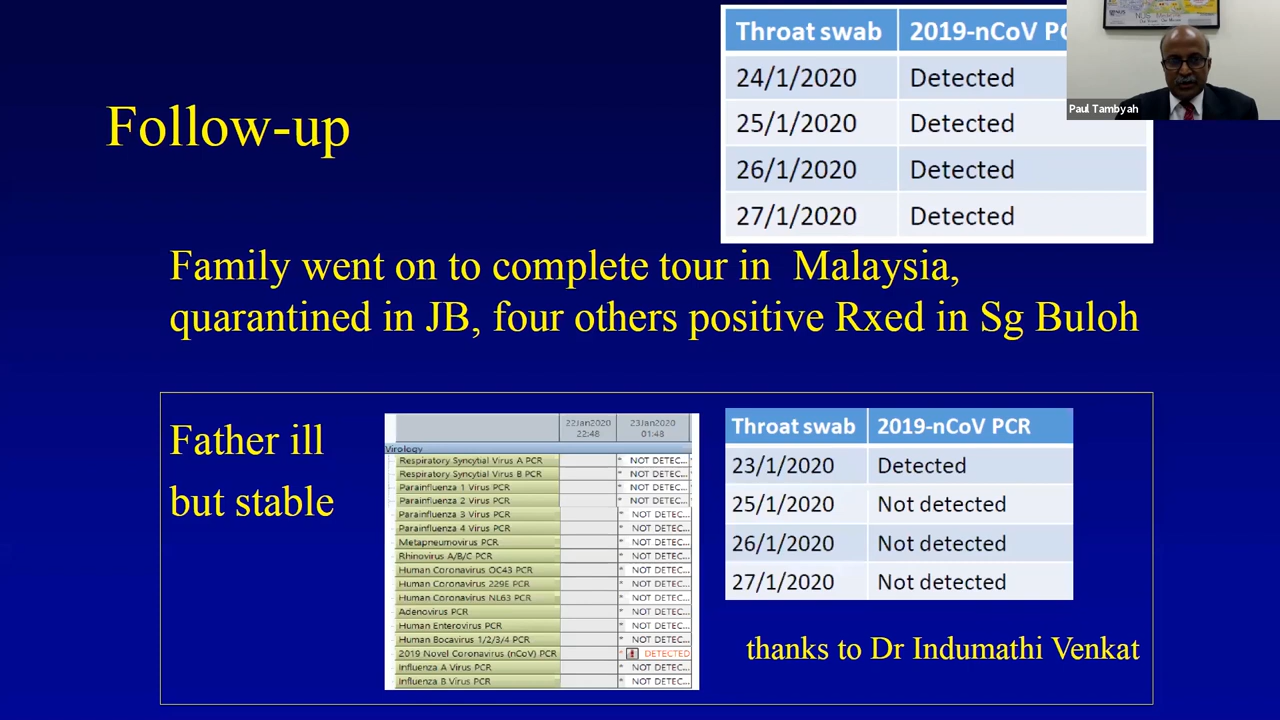 Throat swab 2019-nCoV PC
24/1/2020 Detected
25/1/2020 Detected
26/1/2020 Detected
27/1/2020 Detected
NUS Medicine
Paul Tambyah
Follow-up
Family went on to complete tour in Malaysia,
quarantined in JB, four others positive Rxed in Sg Buloh
Father ill
but stable
22Jan2020 23Jan2020
22:48 01:48
Virology
Respiratory Syncytial Virus A PCR * NOT DETEC...
Respiratory Syncytial Virus B PCR * NOT DETEC...
Parainfluenza 1 Virus PCR * NOT DETEC...
Parainfluenza 2 Virus PCR * NOT DETEC...
Parainfluenza 3 Virus PCR * NOT DETEC...
Parainfluenza 4 Virus PCR * NOT DETEC...
Metapneumovirus PCR * NOT DETEC...
Rhinovirus A/B/C PCR * NOT DETEC...
Human Coronavirus OC43 PCR * NOT DETEC...
Human Coronavirus 229E PCR * NOT DETEC...
Human Coronavirus NL63 PCR * NOT DETEC...
Adenovirus PCR * NOT DETEC...
Human Enterovirus PCR * NOT DETEC...
Human Bocavirus 1/2/3/4 PCR * NOT DETEC...
2019 Novel Coronavirus (nCoV) PCR * ! DETECTED
Influenza A Virus PCR * NOT DETEC...
Influenza B Virus PCR * NOT DETEC...
Throat swab 2019-nCoV PCR
23/1/2020 Detected
25/1/2020 Not detected
26/1/2020 Not detected
27/1/2020 Not detected
thanks to Dr Indumathi Venkat